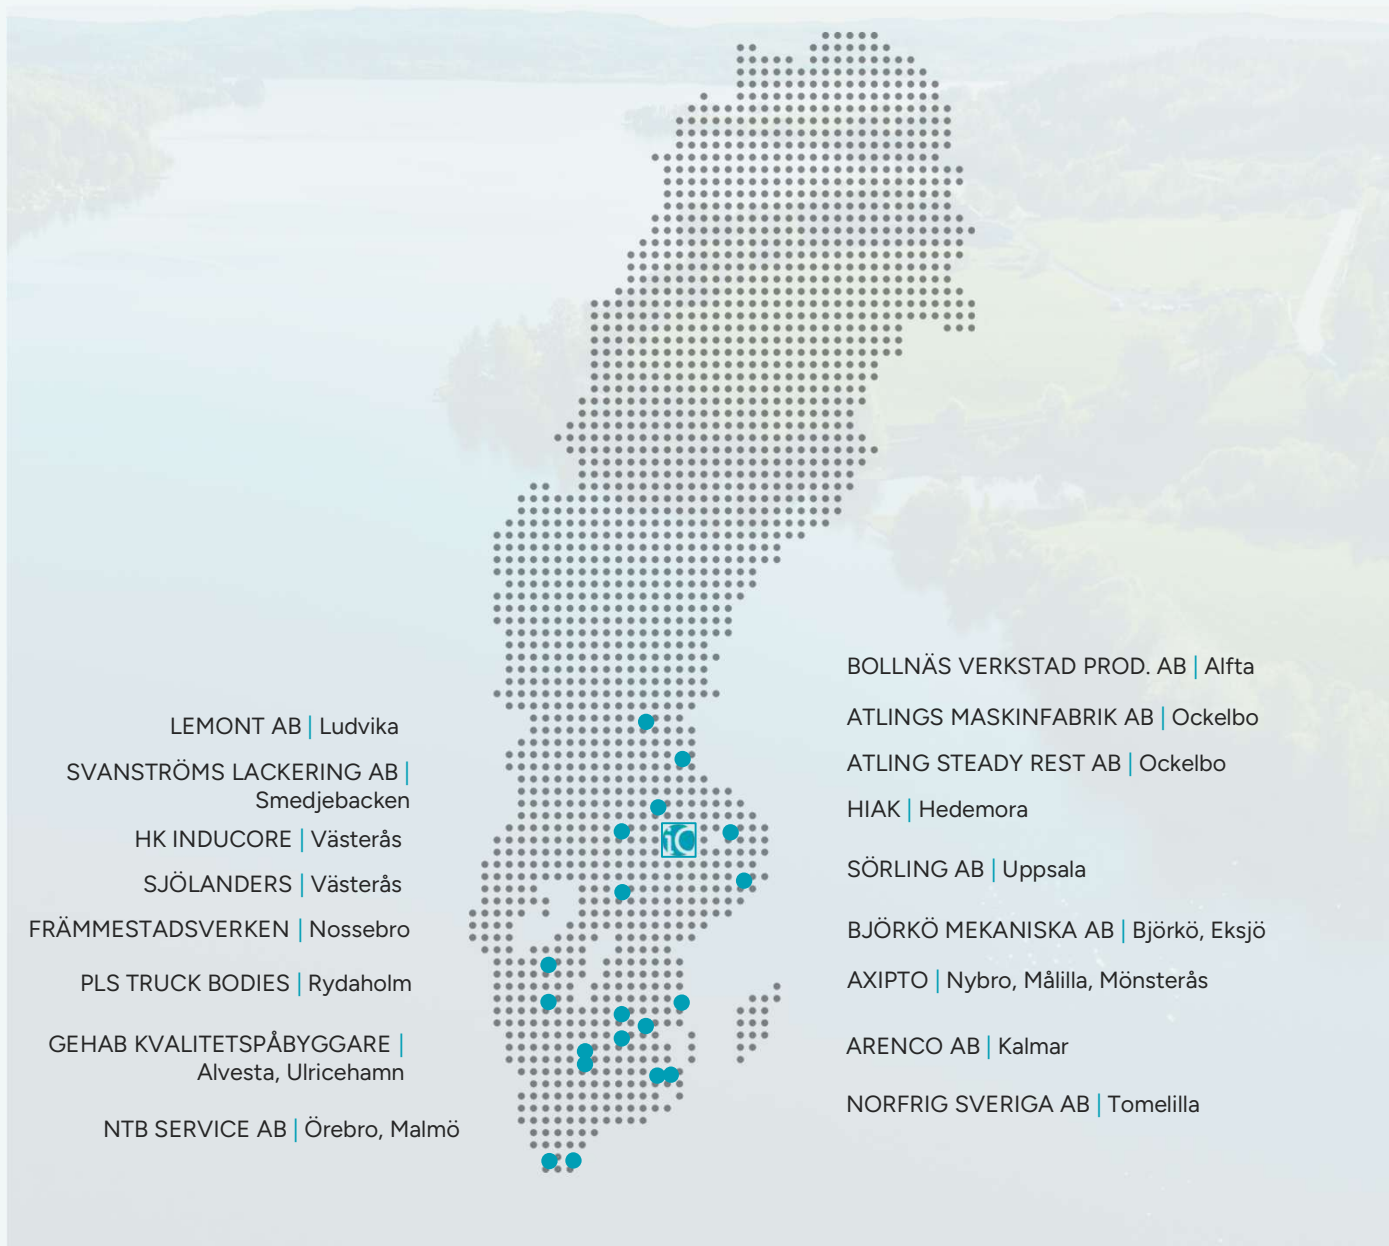 LEMONT AB | Ludvika
SVANSTRÖMS LACKERING AB |
Smedjebacken
HK INDUCORE | Västerås
SJÖLANDERS | Västerås
FRÄMMESTADSVERKEN | Nossebro
PLS TRUCK BODIES | Rydaholm
GEHAB KVALITETSPÅBYGGARE |
Alvesta, Ulricehamn
NTB SERVICE AB | Örebro, Malmö
iC
BOLLNÄS VERKSTAD PROD. AB | Alfta
ATLINGS MASKINFABRIK AB | Ockelbo
ATLING STEADY REST AB | Ockelbo
HIAK | Hedemora
SÖRLING AB | Uppsala
BJÖRKÖ MEKANISKA AB | Björkö, Eksjö
AXIPTO | Nybro, Målilla, Mönsterås
ARENCO AB | Kalmar
NORFRIG SVERIGA AB | Tomelilla